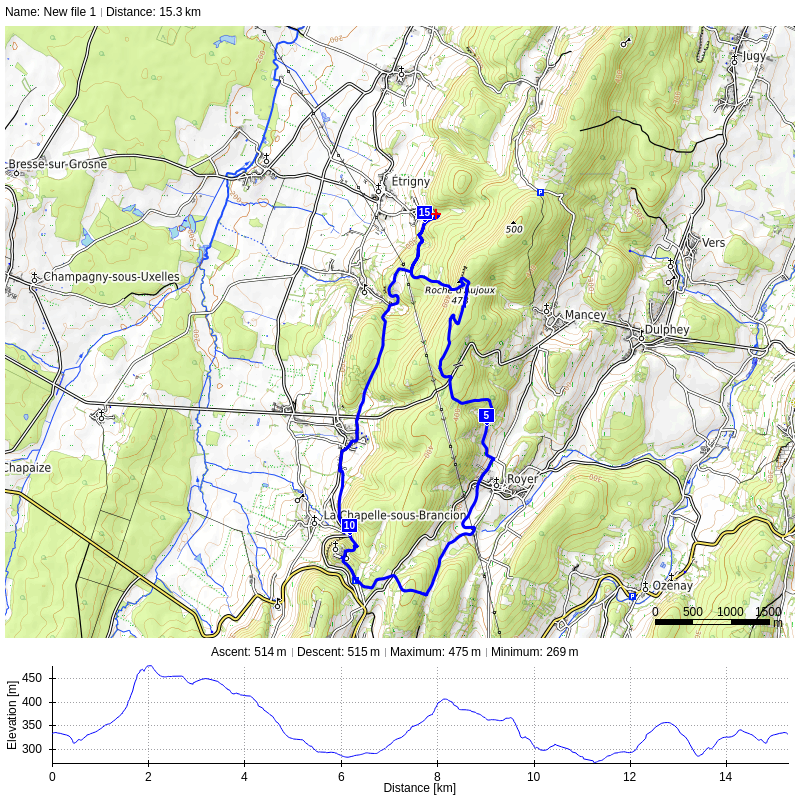 Name: New file 1 | Distance: 15.3 km
Jugy
Bresse-sur-Grosne
Étrigny
P
15
500
Vers
Champagny-sous-Uxelles
Roche d'Aujoux
Mancey
Dulphey
5
Chapaize
Royer
La Chapelle-sous-Brancion
10
Ozenay
P
0 500 1000 1500
m
Ascent: 514 m | Descent: 515 m | Maximum: 475 m | Minimum: 269 m
Elevation [m]
450
400
350
300
0 2 4 6 8 10 12 14
Distance [km]